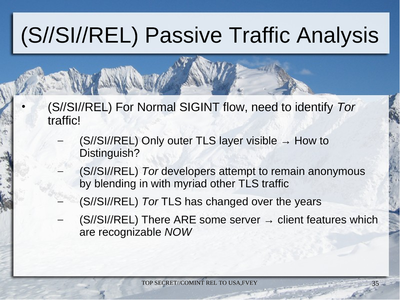 (S//SI//REL) Passive Traffic Analysis
• (S//SI//REL) For Normal SIGINT flow, need to identify Tor
traffic!
– (S//SI//REL) Only outer TLS layer visible → How to
Distinguish?
– (S//SI//REL) Tor developers attempt to remain anonymous
by blending in with myriad other TLS traffic
– (S//SI//REL) Tor TLS has changed over the years
– (S//SI//REL) There ARE some server → client features which
are recognizable NOW
TOP SECRET//COMINT REL TO USA,FVEY
35